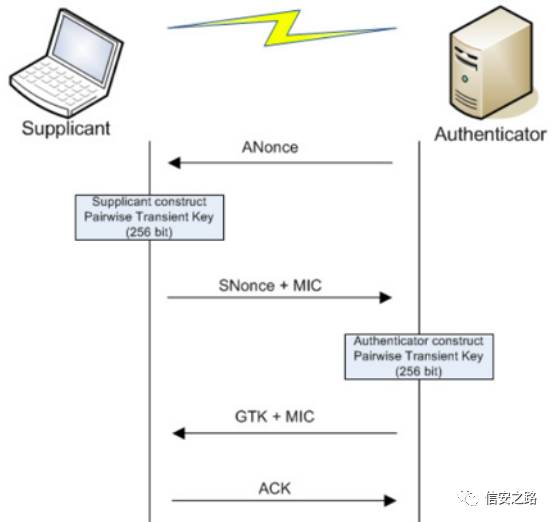 Supplicant
Authenticator
ANonce
Supplicant construct
Pairwise Transient Key
(256 bit)
SNonce + MIC
Authenticator construct
Pairwise Transient Key
(256 bit)
GTK + MIC
ACK
信安之路